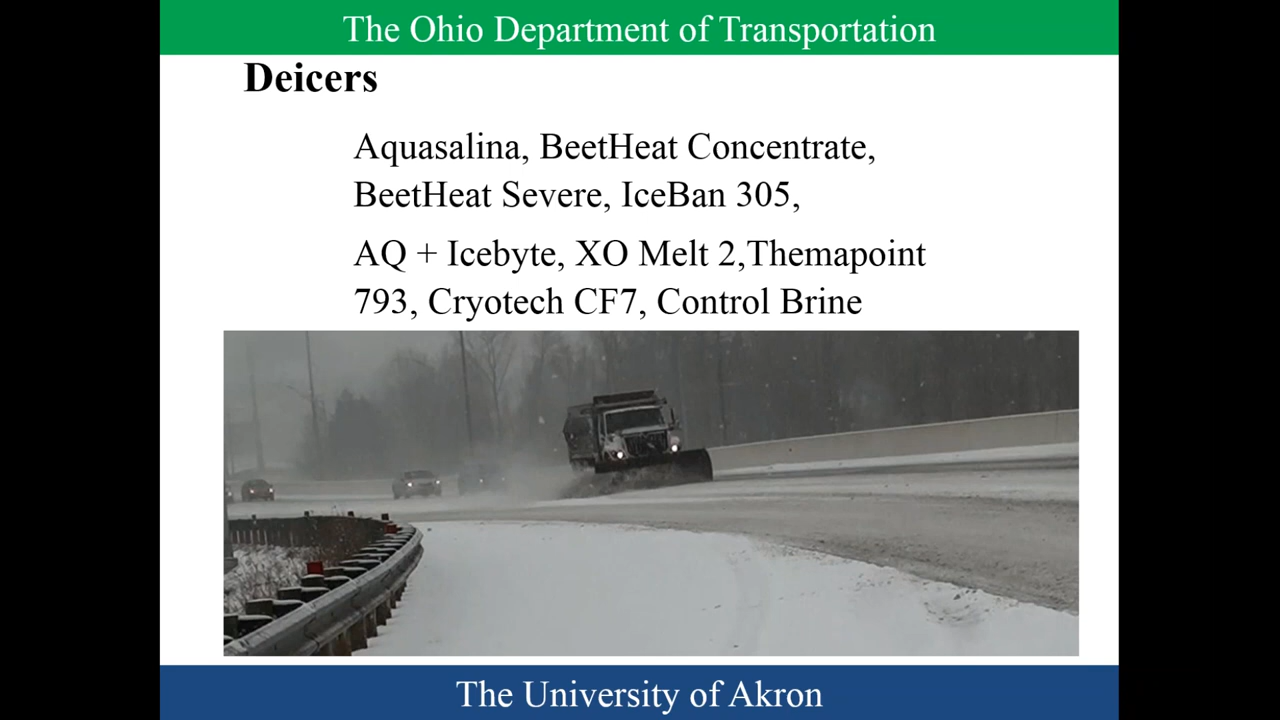 The Ohio Department of Transportation
Deicers
Aquasalina, BeetHeat Concentrate,
BeetHeat Severe, IceBan 305,
AQ + Icebyte, XO Melt 2,Themapoint
793, Cryotech CF7, Control Brine
The University of Akron